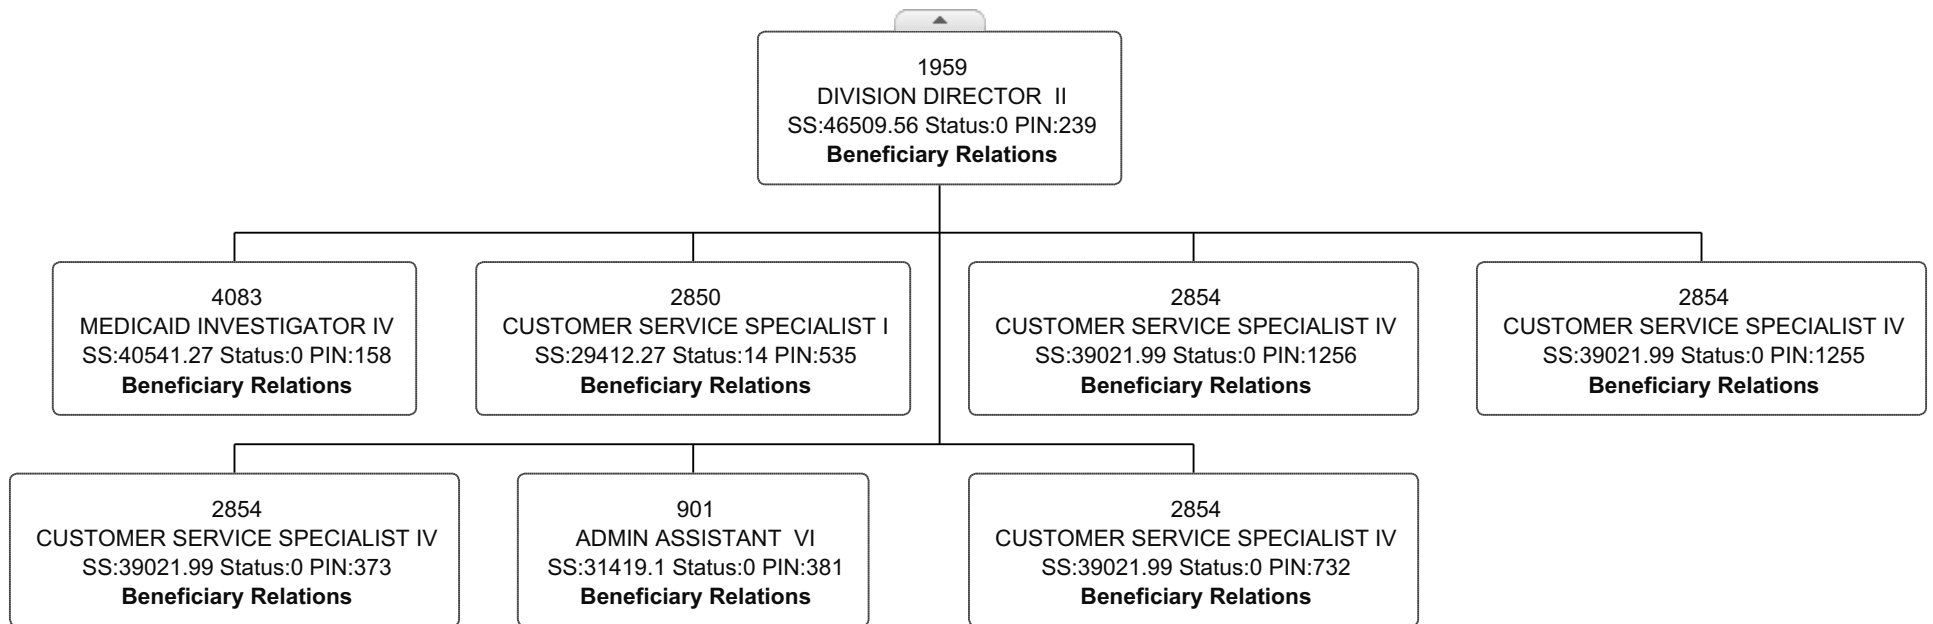 1959
DIVISION DIRECTOR  II
SS:46509.56 Status:0 PIN:239
Beneficiary Relations
4083
MEDICAID INVESTIGATOR IV
SS:40541.27 Status:0 PIN:158
Beneficiary Relations
2850
CUSTOMER SERVICE SPECIALIST I
SS:29412.27 Status:14 PIN:535
Beneficiary Relations
2854
CUSTOMER SERVICE SPECIALIST IV
SS:39021.99 Status:0 PIN:1256
Beneficiary Relations
2854
CUSTOMER SERVICE SPECIALIST IV
SS:39021.99 Status:0 PIN:1255
Beneficiary Relations
2854
CUSTOMER SERVICE SPECIALIST IV
SS:39021.99 Status:0 PIN:373
Beneficiary Relations
901
ADMIN ASSISTANT  VI
SS:31419.1 Status:0 PIN:381
Beneficiary Relations
2854
CUSTOMER SERVICE SPECIALIST IV
SS:39021.99 Status:0 PIN:732
Beneficiary Relations